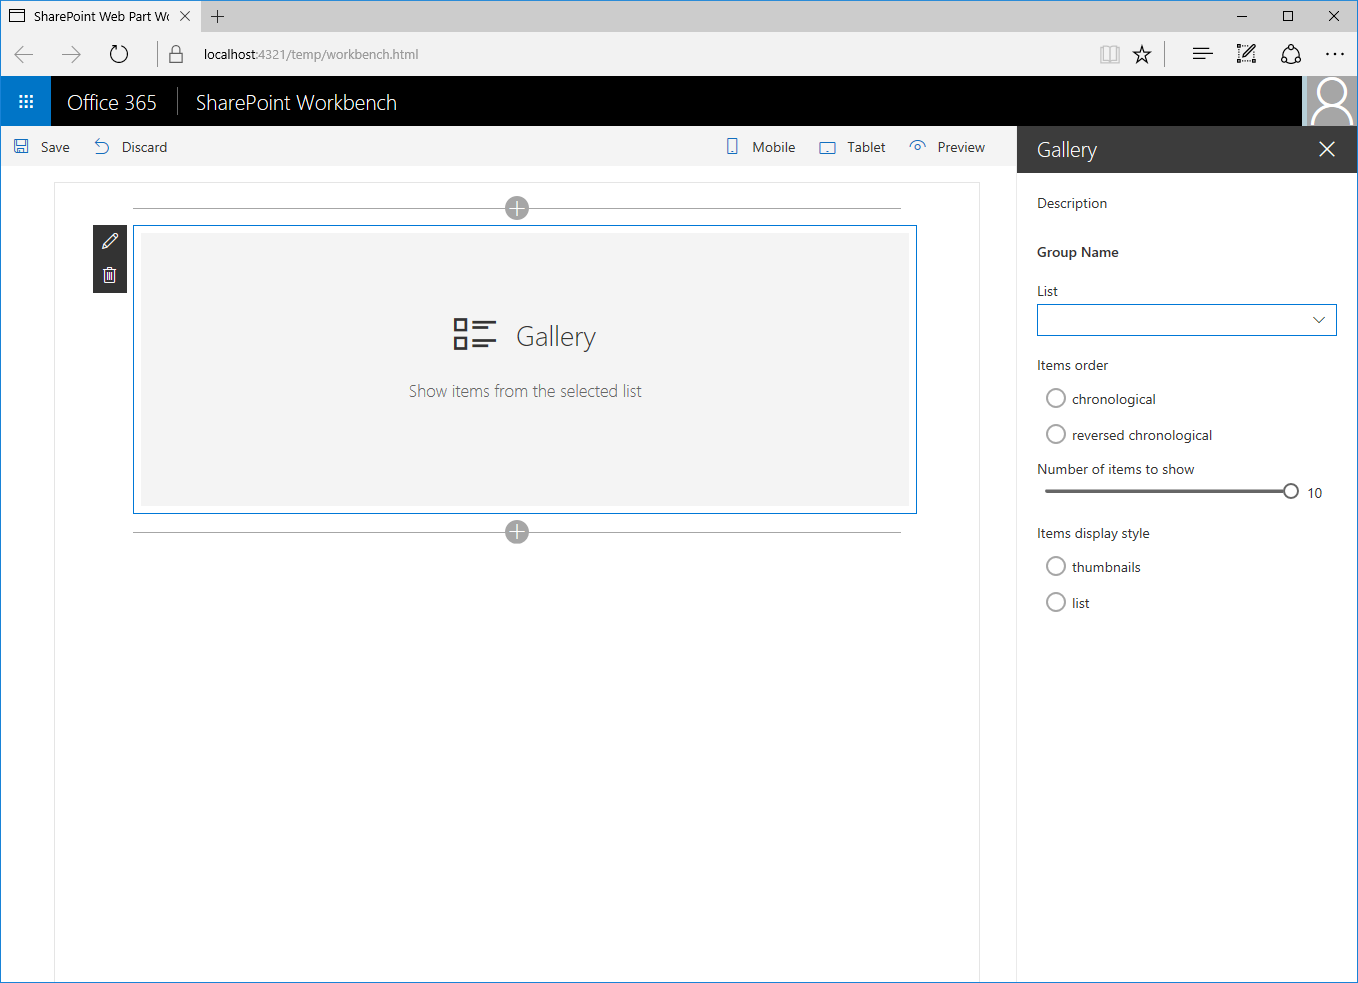 SharePoint Web Part Wo
localhost:4321/temp/workbench.html
Office 365
SharePoint Workbench
Save
Discard
Mobile
Tablet
Preview
Gallery
Show items from the selected list
Gallery
Description
Group Name
List
Items order
chronological
reversed chronological
Number of items to show
10
Items display style
thumbnails
list